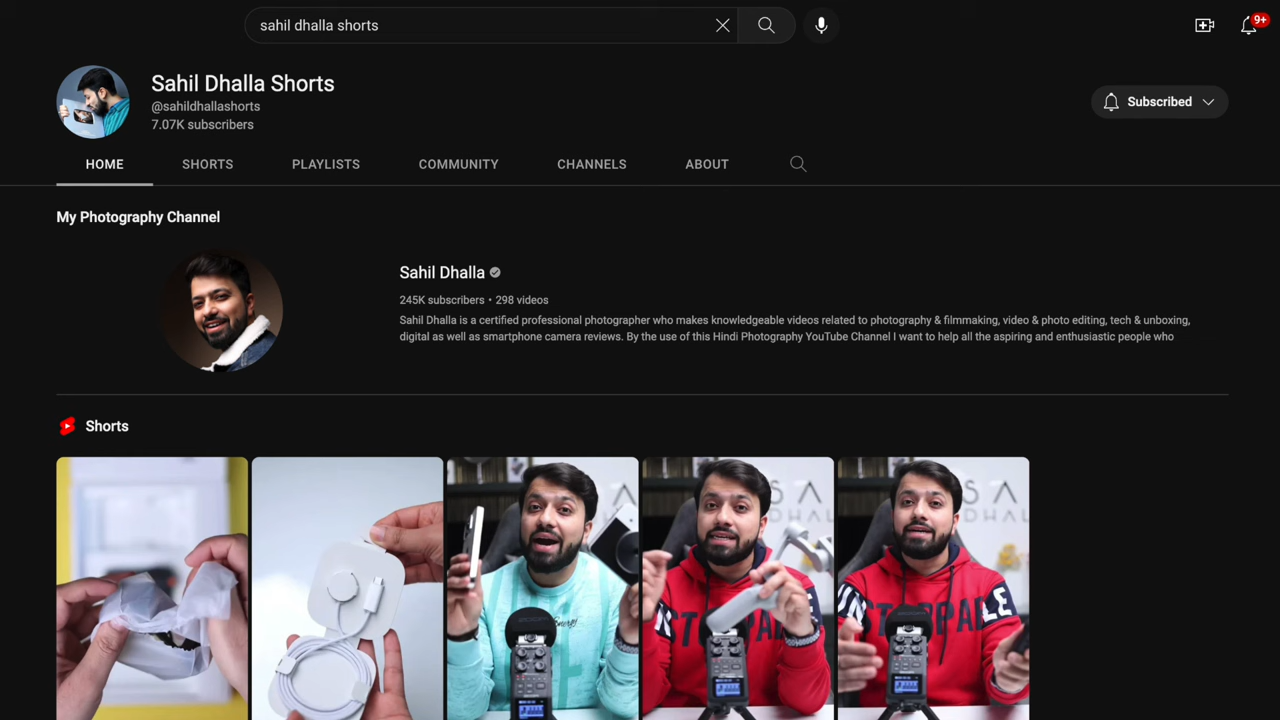 sahil dhalla shorts
9+
Sahil Dhalla Shorts
@sahildhallashorts
7.07K subscribers
Subscribed
HOME SHORTS PLAYLISTS COMMUNITY CHANNELS ABOUT
My Photography Channel
Sahil Dhalla
245K subscribers • 298 videos
Sahil Dhalla is a certified professional photographer who makes knowledgeable videos related to photography & filmmaking, video & photo editing, tech & unboxing,
digital as well as smartphone camera reviews. By the use of this Hindi Photography YouTube Channel I want to help all the aspiring and enthusiastic people who
Shorts